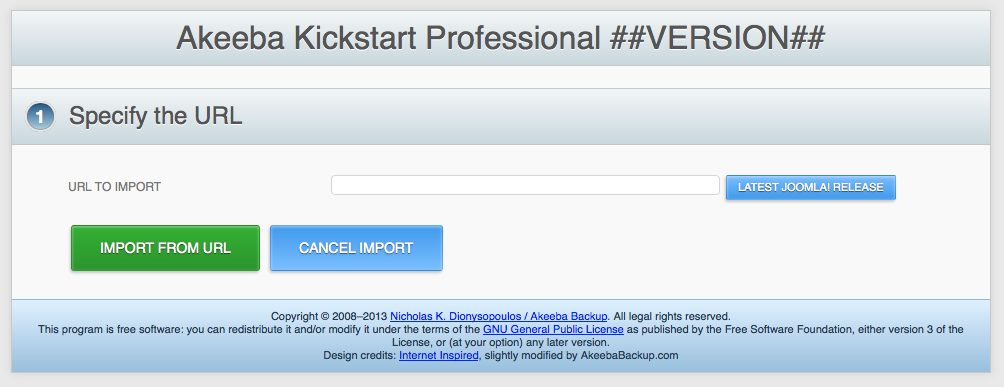 Akeeba Kickstart Professional ##VERSION##
1 Specify the URL
URL TO IMPORT LATEST JOOMLA! RELEASE
IMPORT FROM URL CANCEL IMPORT
Copyright © 2008–2013 Nicholas K. Dionysopoulos / Akeeba Backup. All legal rights reserved.
This program is free software: you can redistribute it and/or modify it under the terms of the GNU General Public License as published by the Free Software Foundation, either version 3 of the
License, or (at your option) any later version.
Design credits: Internet Inspired, slightly modified by AkeebaBackup.com